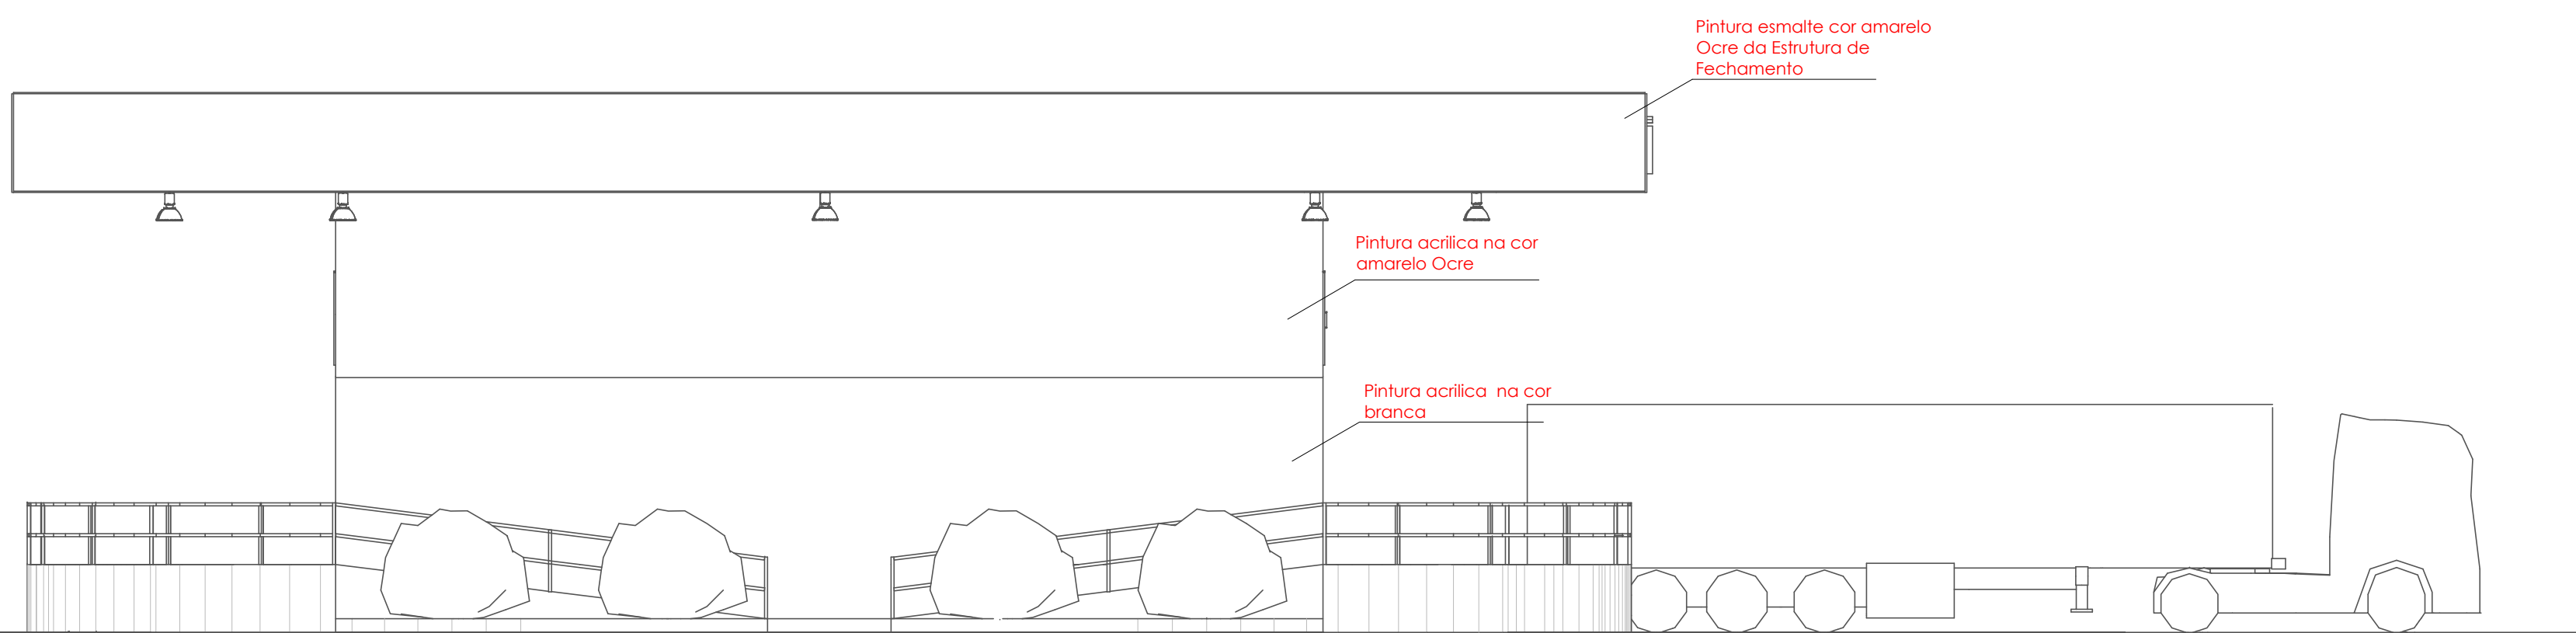 Pintura esmalte cor amarelo
Ocre da Estrutura de
Fechamento
Pintura acrilica na cor
amarelo Ocre
Pintura acrilica na cor
branca